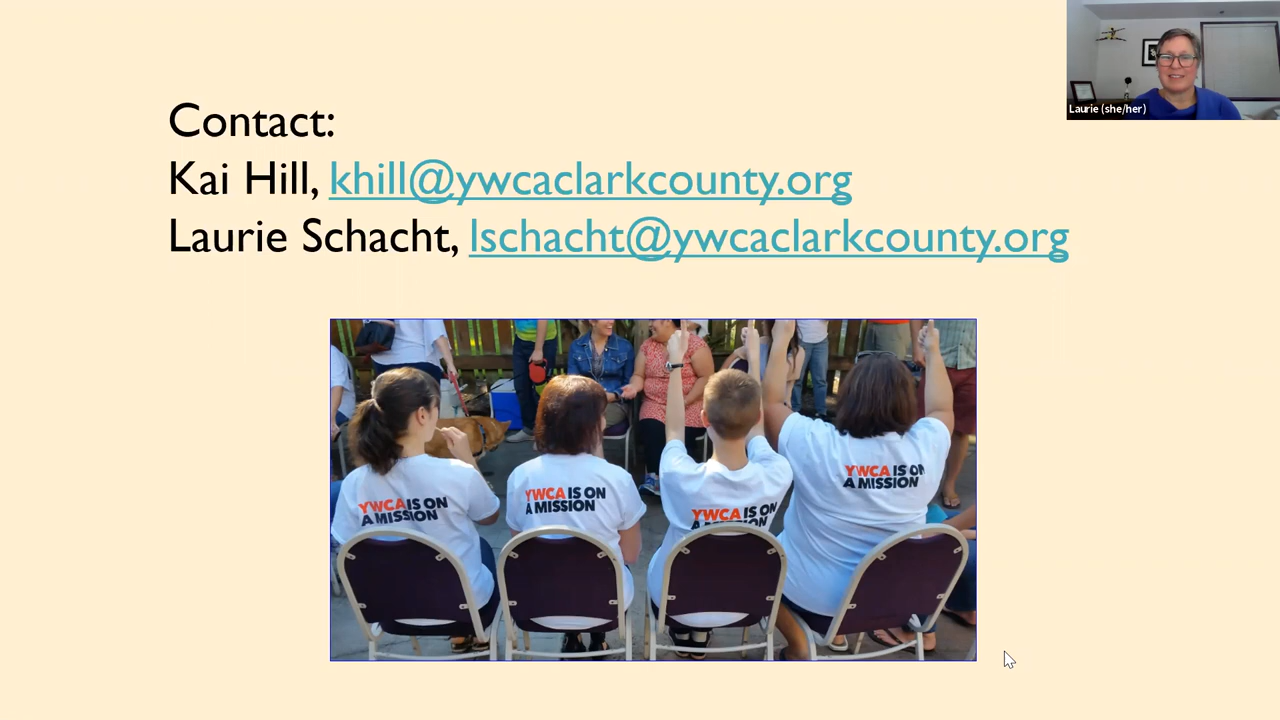 Laurie (she/her)
Contact:
Kai Hill, khill@ywcaclarkcounty.org
Laurie Schacht, lschacht@ywcaclarkcounty.org
YWCA IS ON
A MISSION
YWCA IS ON
A MISSION
YWCA IS ON
A MISSION
YWCA IS ON
A MISSION